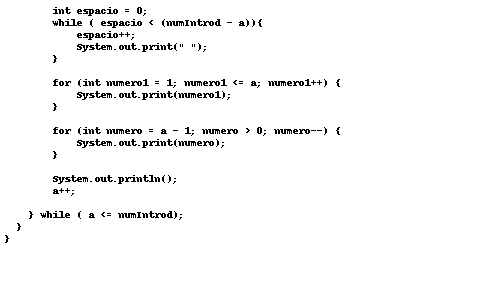 int espacio = 0;
while ( espacio < (numIntrod - a)){
espacio++;
System.out.print(" ");
}
for (int numero1 = 1; numero1 <= a; numero1++) {
System.out.print(numero1);
}
for (int numero = a - 1; numero > 0; numero--) {
System.out.print(numero);
}
System.out.println();
a++;
} while ( a <= numIntrod);
}
}